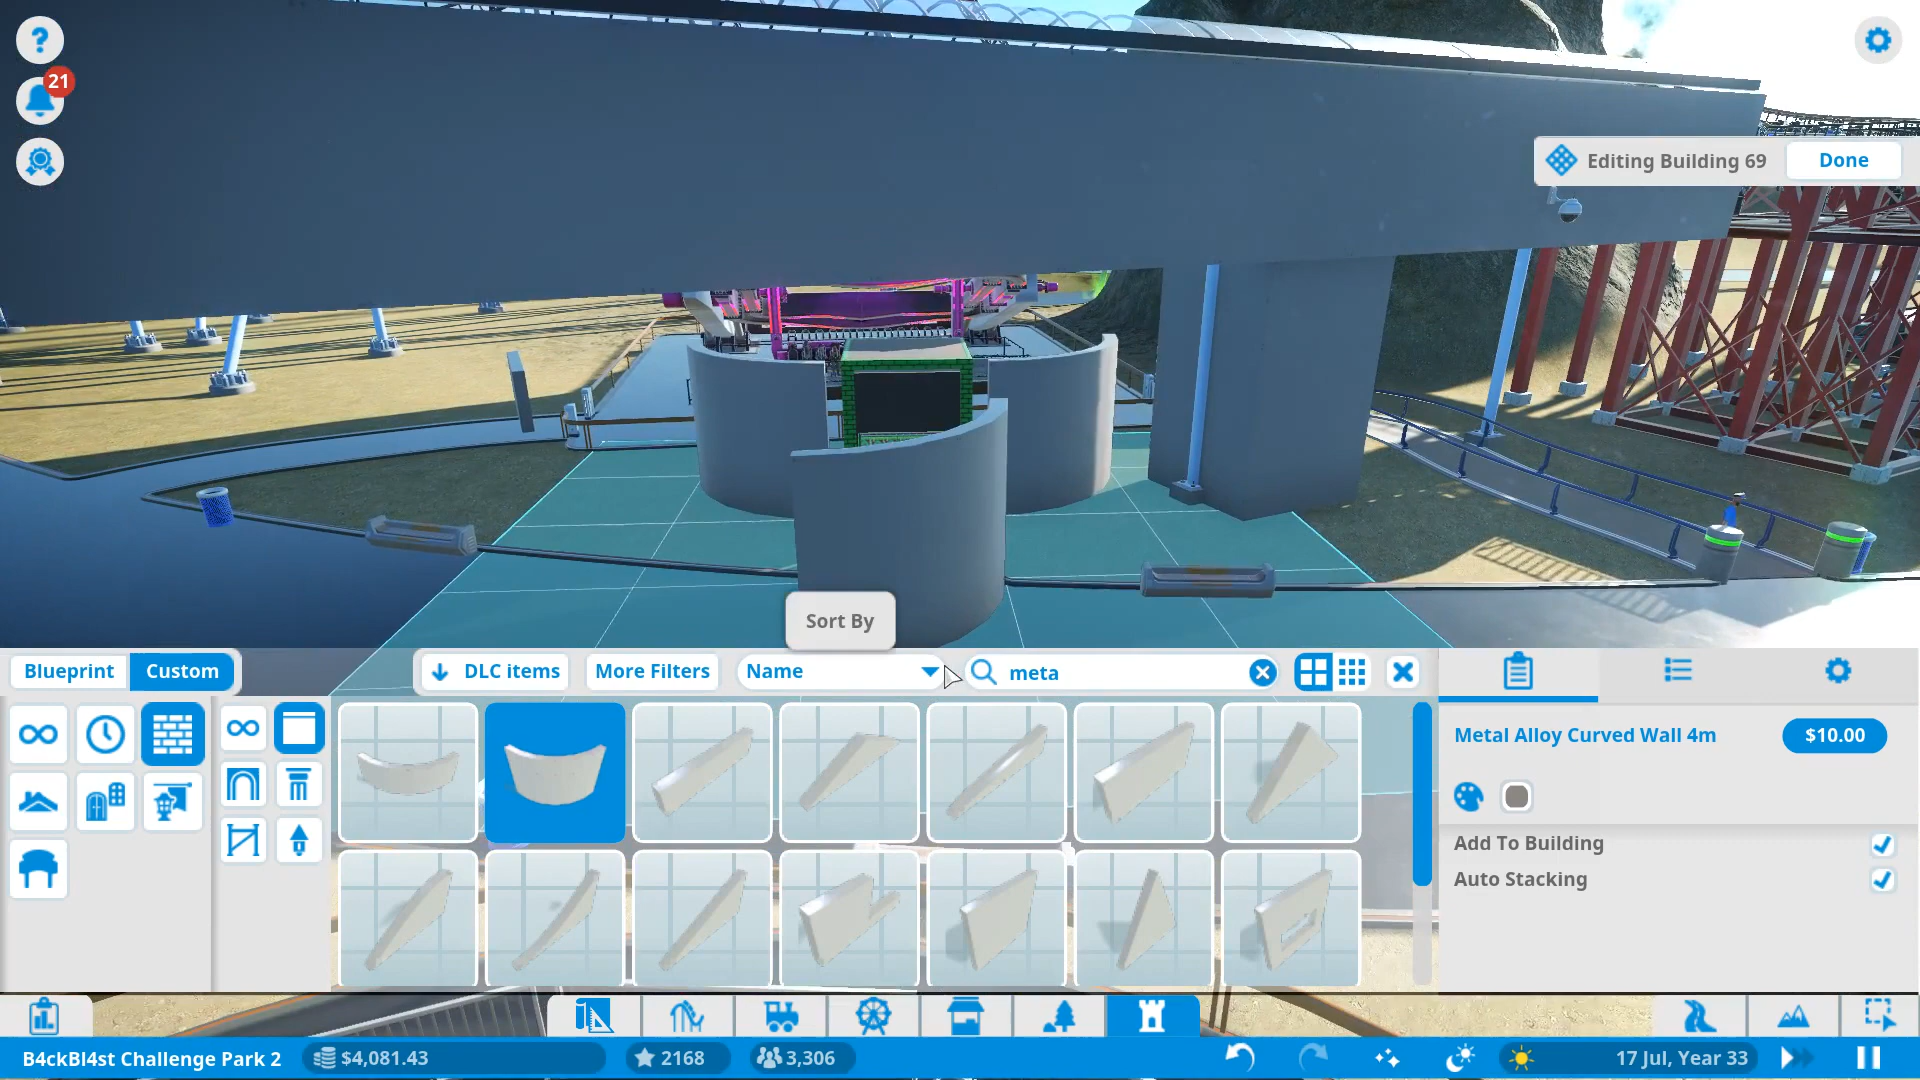 ?
21
Editing Building 69
Done
Sort By
Blueprint
Custom
DLC items
More Filters
Name
meta
Metal Alloy Curved Wall 4m
$10.00
Add To Building
Auto Stacking
B4ckBl4st Challenge Park 2
$4,081.43
2168
3,306
17 Jul, Year 33